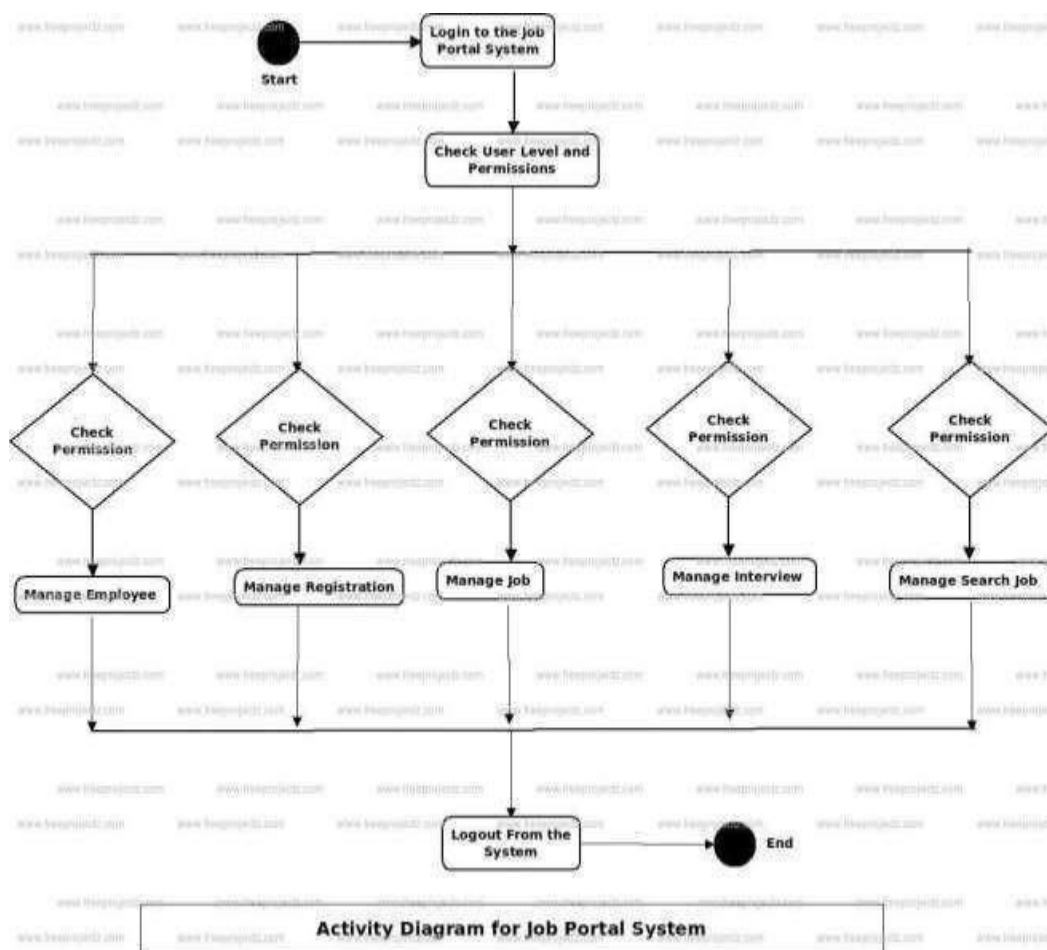 Login to the Job
Portal System
Start
Check User Level and
Permissions
Check
Permission
Check
Permission
Check
Permission
Check
Permission
Check
Permission
Manage Employee
Manage Registration
Manage Job
Manage Interview
Manage Search Job
Logout From the
System
End
Activity Diagram for Job Portal System